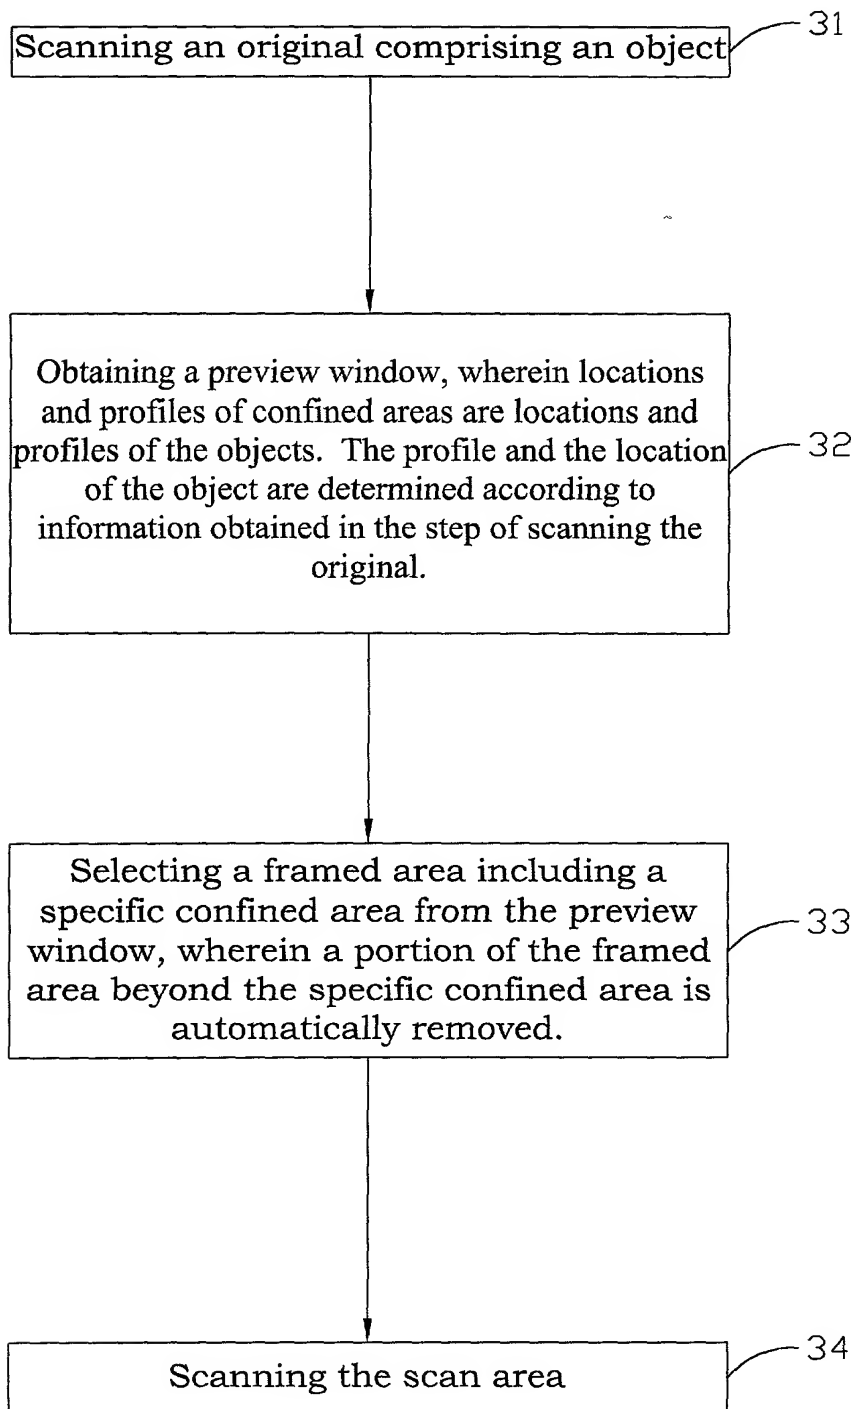 Scanning an original comprising an object
31
Obtaining a preview window, wherein locations
and profiles of confined areas are locations and
profiles of the objects. The profile and the location
of the object are determined according to
information obtained in the step of scanning the
original.
32
Selecting a framed area including a
specific confined area from the preview
window, wherein a portion of the framed
area beyond the specific confined area is
automatically removed.
33
Scanning the scan area
34